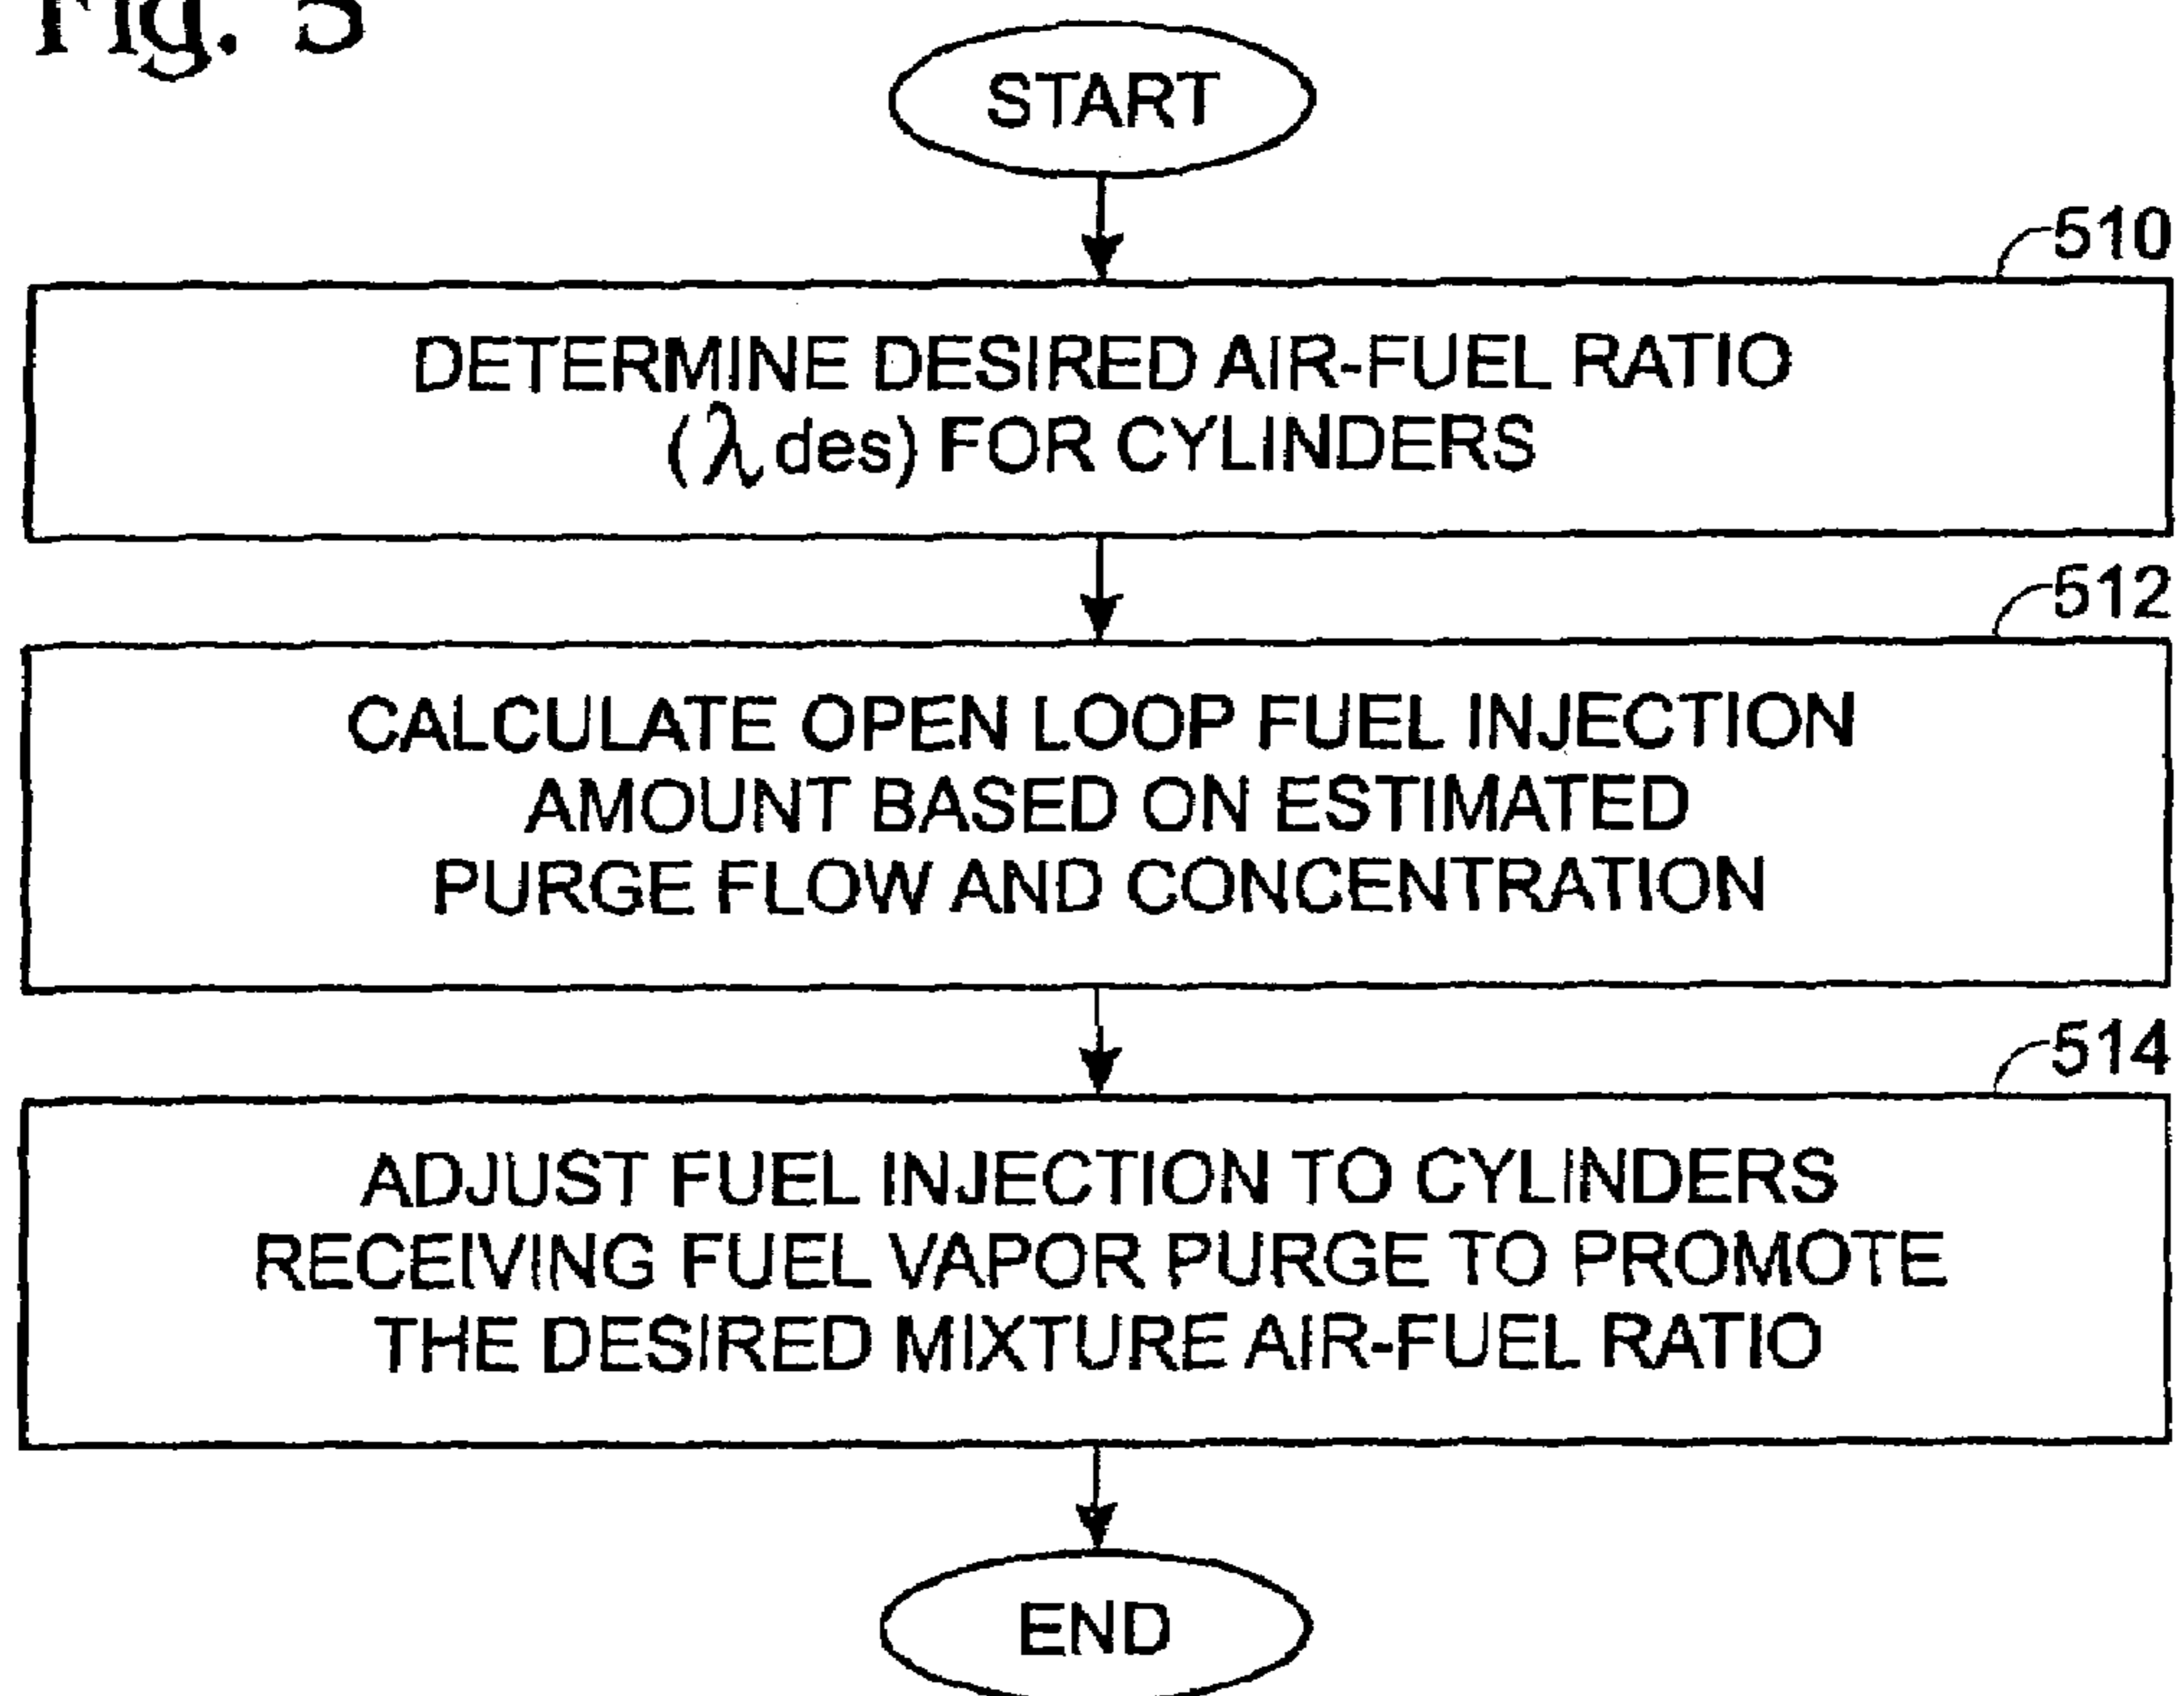 Fig. 5
START
510
DETERMINE DESIRED AIR-FUEL RATIO
(λdes) FOR CYLINDERS
512
CALCULATE OPEN LOOP FUEL INJECTION
AMOUNT BASED ON ESTIMATED
PURGE FLOW AND CONCENTRATION
514
ADJUST FUEL INJECTION TO CYLINDERS
RECEIVING FUEL VAPOR PURGE TO PROMOTE
THE DESIRED MIXTURE AIR-FUEL RATIO
END